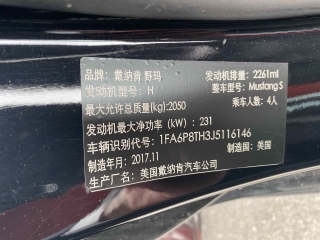 品牌：戴纳肯 野玛 发动机排量：2261ml
发动机型号：H 整车型号：Mustang S
最大允许总质量(kg):2050 乘车人数：4人
发动机最大净功率（kw）：231
车辆识别代号：1FA6P8TH3J5116146
制造年月：2017.11 制造国：美国
生产厂名：美国戴纳肯汽车公司